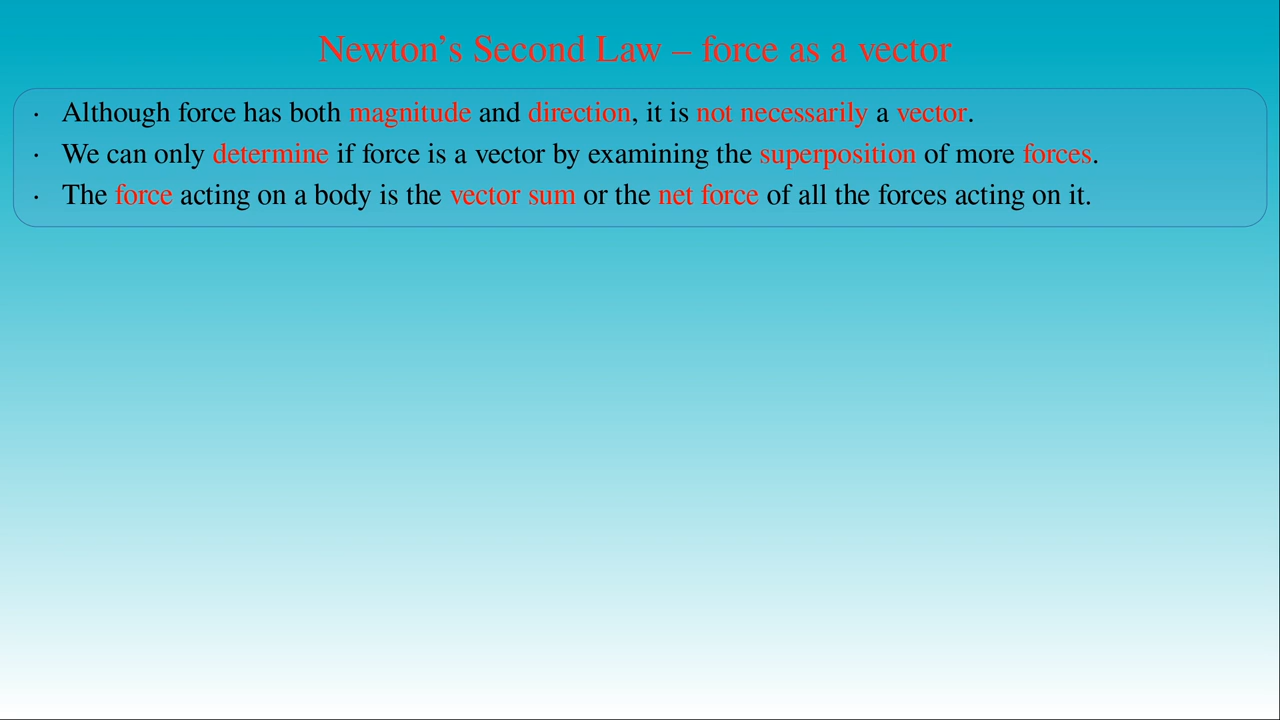 Newton’s Second Law – force as a vector
· Although force has both magnitude and direction, it is not necessarily a vector.
· We can only determine if force is a vector by examining the superposition of more forces.
· The force acting on a body is the vector sum or the net force of all the forces acting on it.